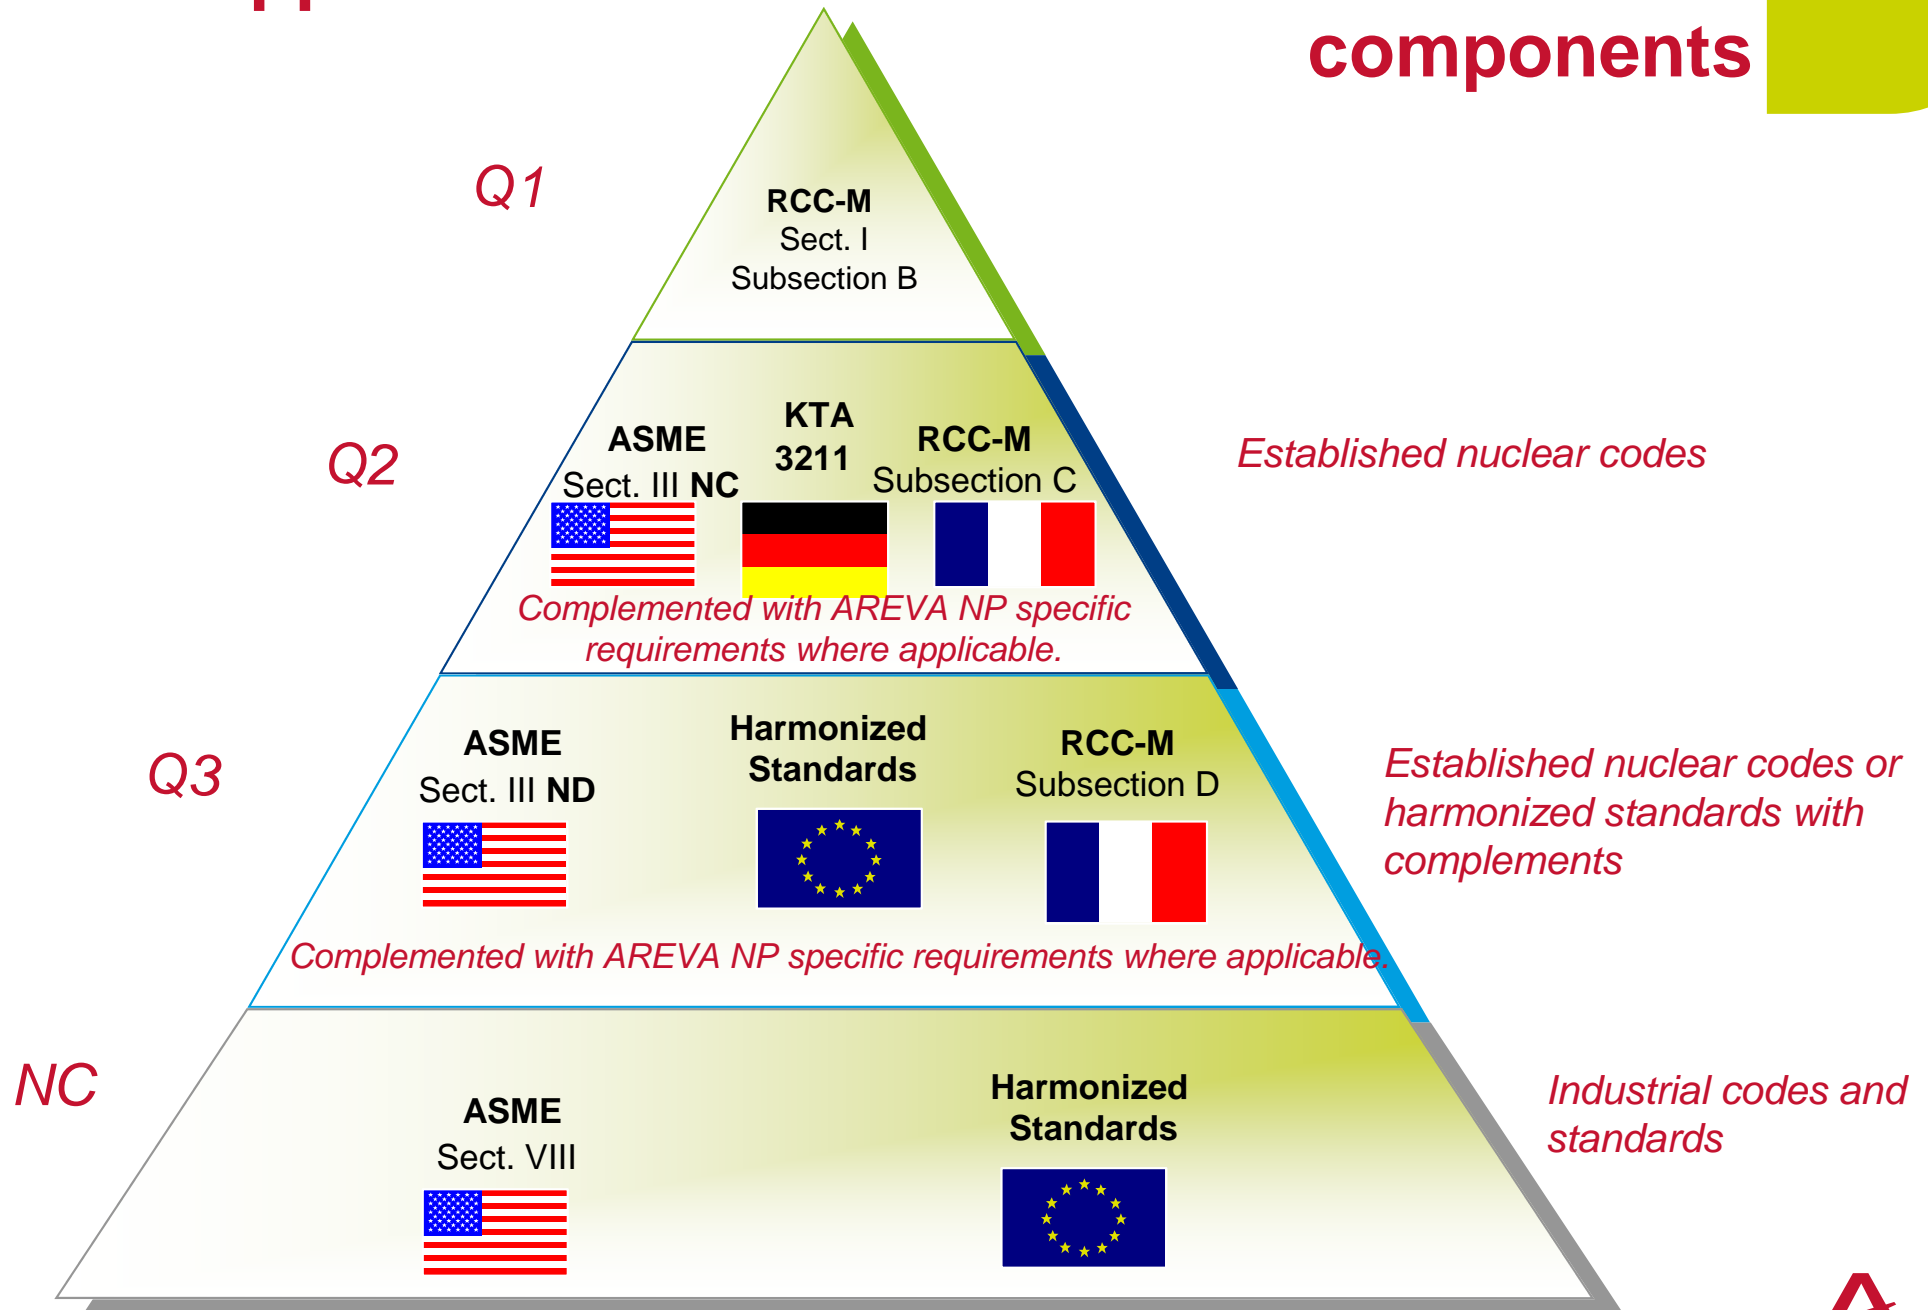 components
Q1
RCC-M
Sect. I
Subsection B
Q2
KTA
3211
ASME
Sect. III NC
RCC-M
Subsection C
Established nuclear codes
Complemented with AREVA NP specific
requirements where applicable.
Q3
ASME
Sect. III ND
Harmonized
Standards
RCC-M
Subsection D
Established nuclear codes or
harmonized standards with
complements
Complemented with AREVA NP specific requirements where applicable.
NC
ASME
Sect. VIII
Harmonized
Standards
Industrial codes and
standards